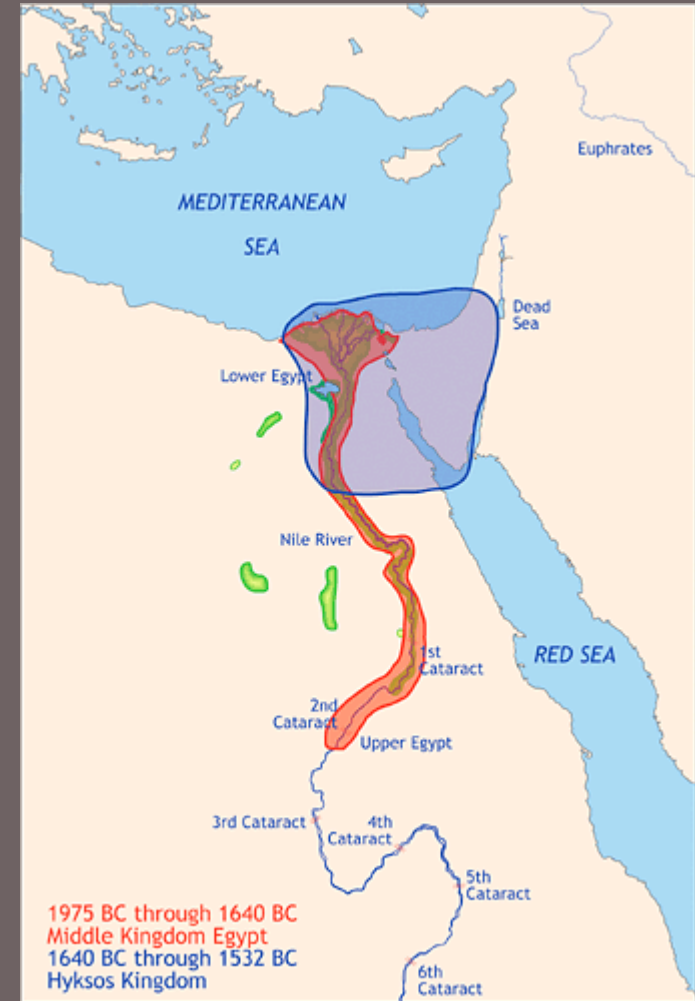 Euphrates
MEDITERRANEAN
SEA
Dead
Sea
Lower Egypt
Nile River
1st
Cataract
RED SEA
2nd
Cataract
Upper Egypt
3rd Cataract
4th
Cataract
5th
Cataract
6th
Cataract
1975 BC through 1640 BC
Middle Kingdom Egypt
1640 BC through 1532 BC
Hyksos Kingdom